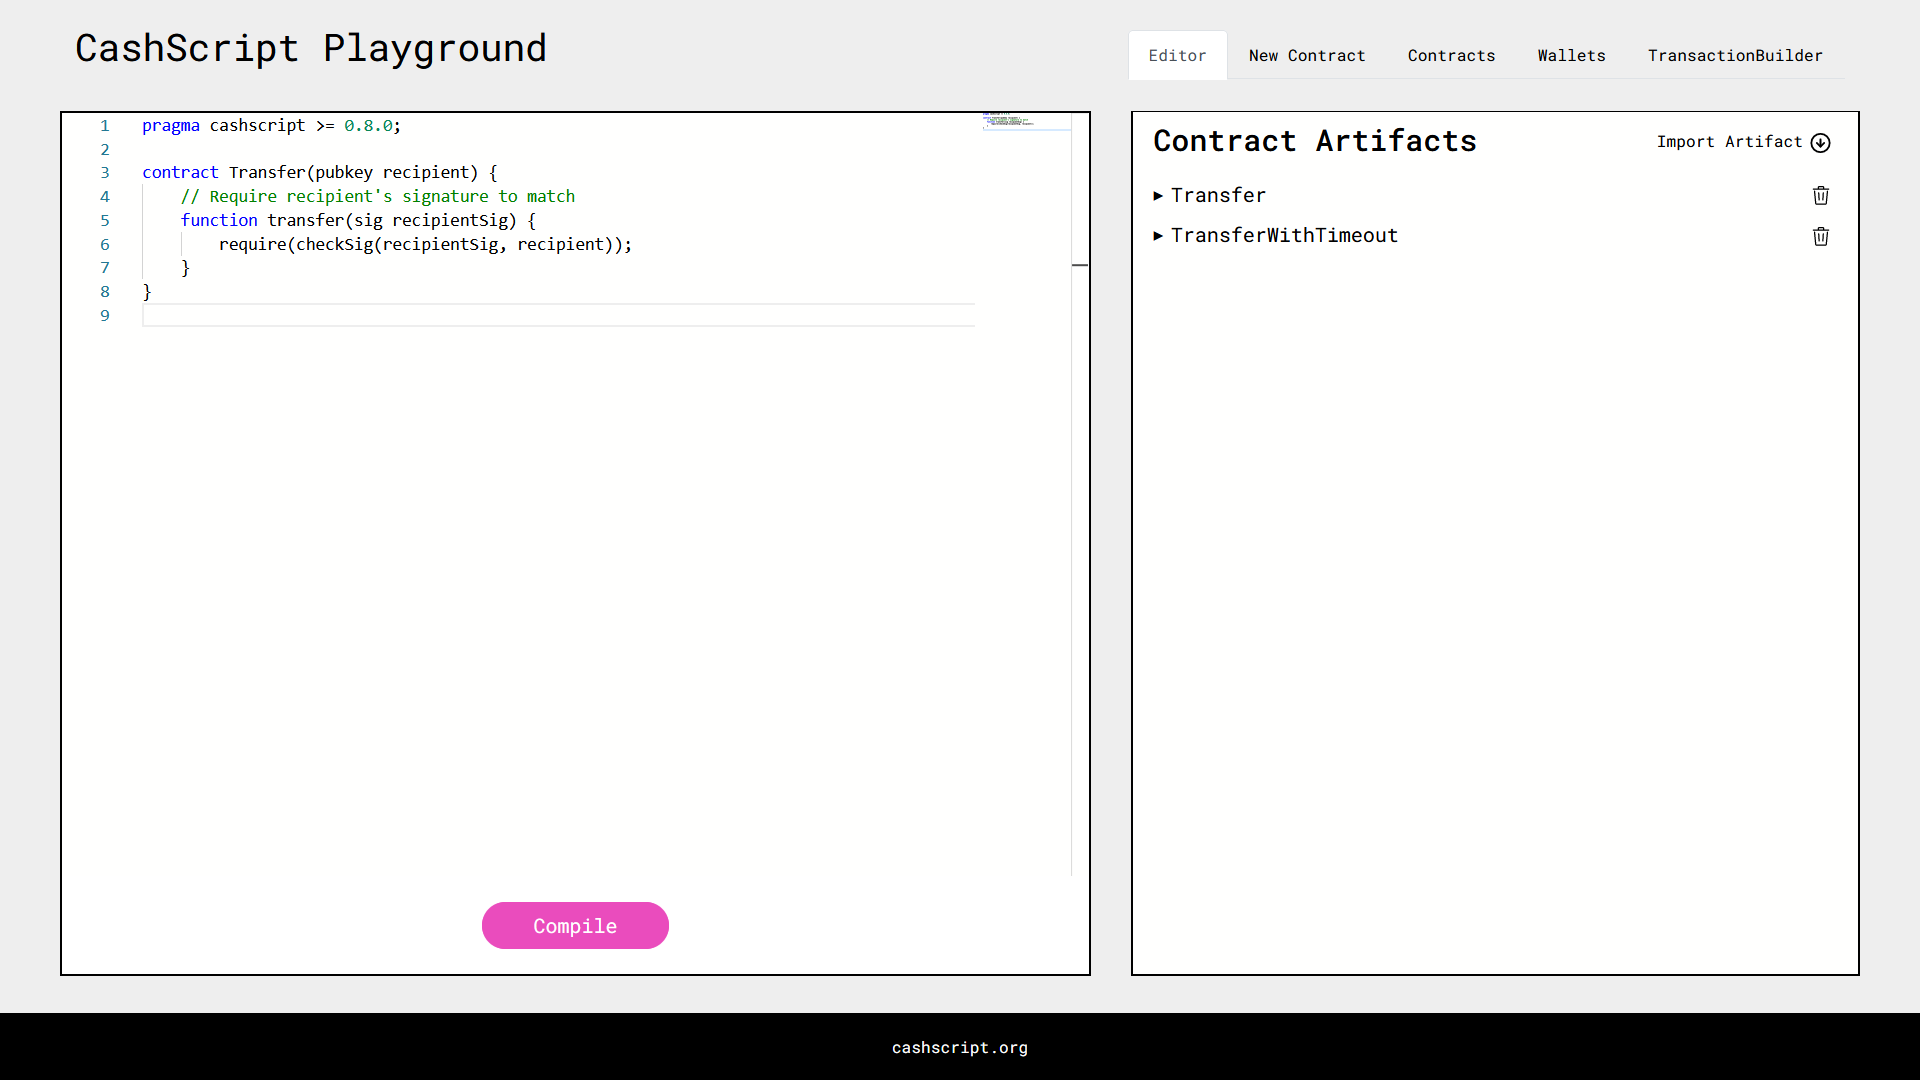 CashScript Playground
Editor New Contract Contracts Wallets TransactionBuilder
1 pragma cashscript >= 0.8.0;
2
3 contract Transfer(pubkey recipient) {
4     // Require recipient's signature to match
5     function transfer(sig recipientSig) {
6         require(checkSig(recipientSig, recipient));
7     }
8 }
9
Compile
Contract Artifacts
Import Artifact
Transfer
TransferWithTimeout
cashscript.org